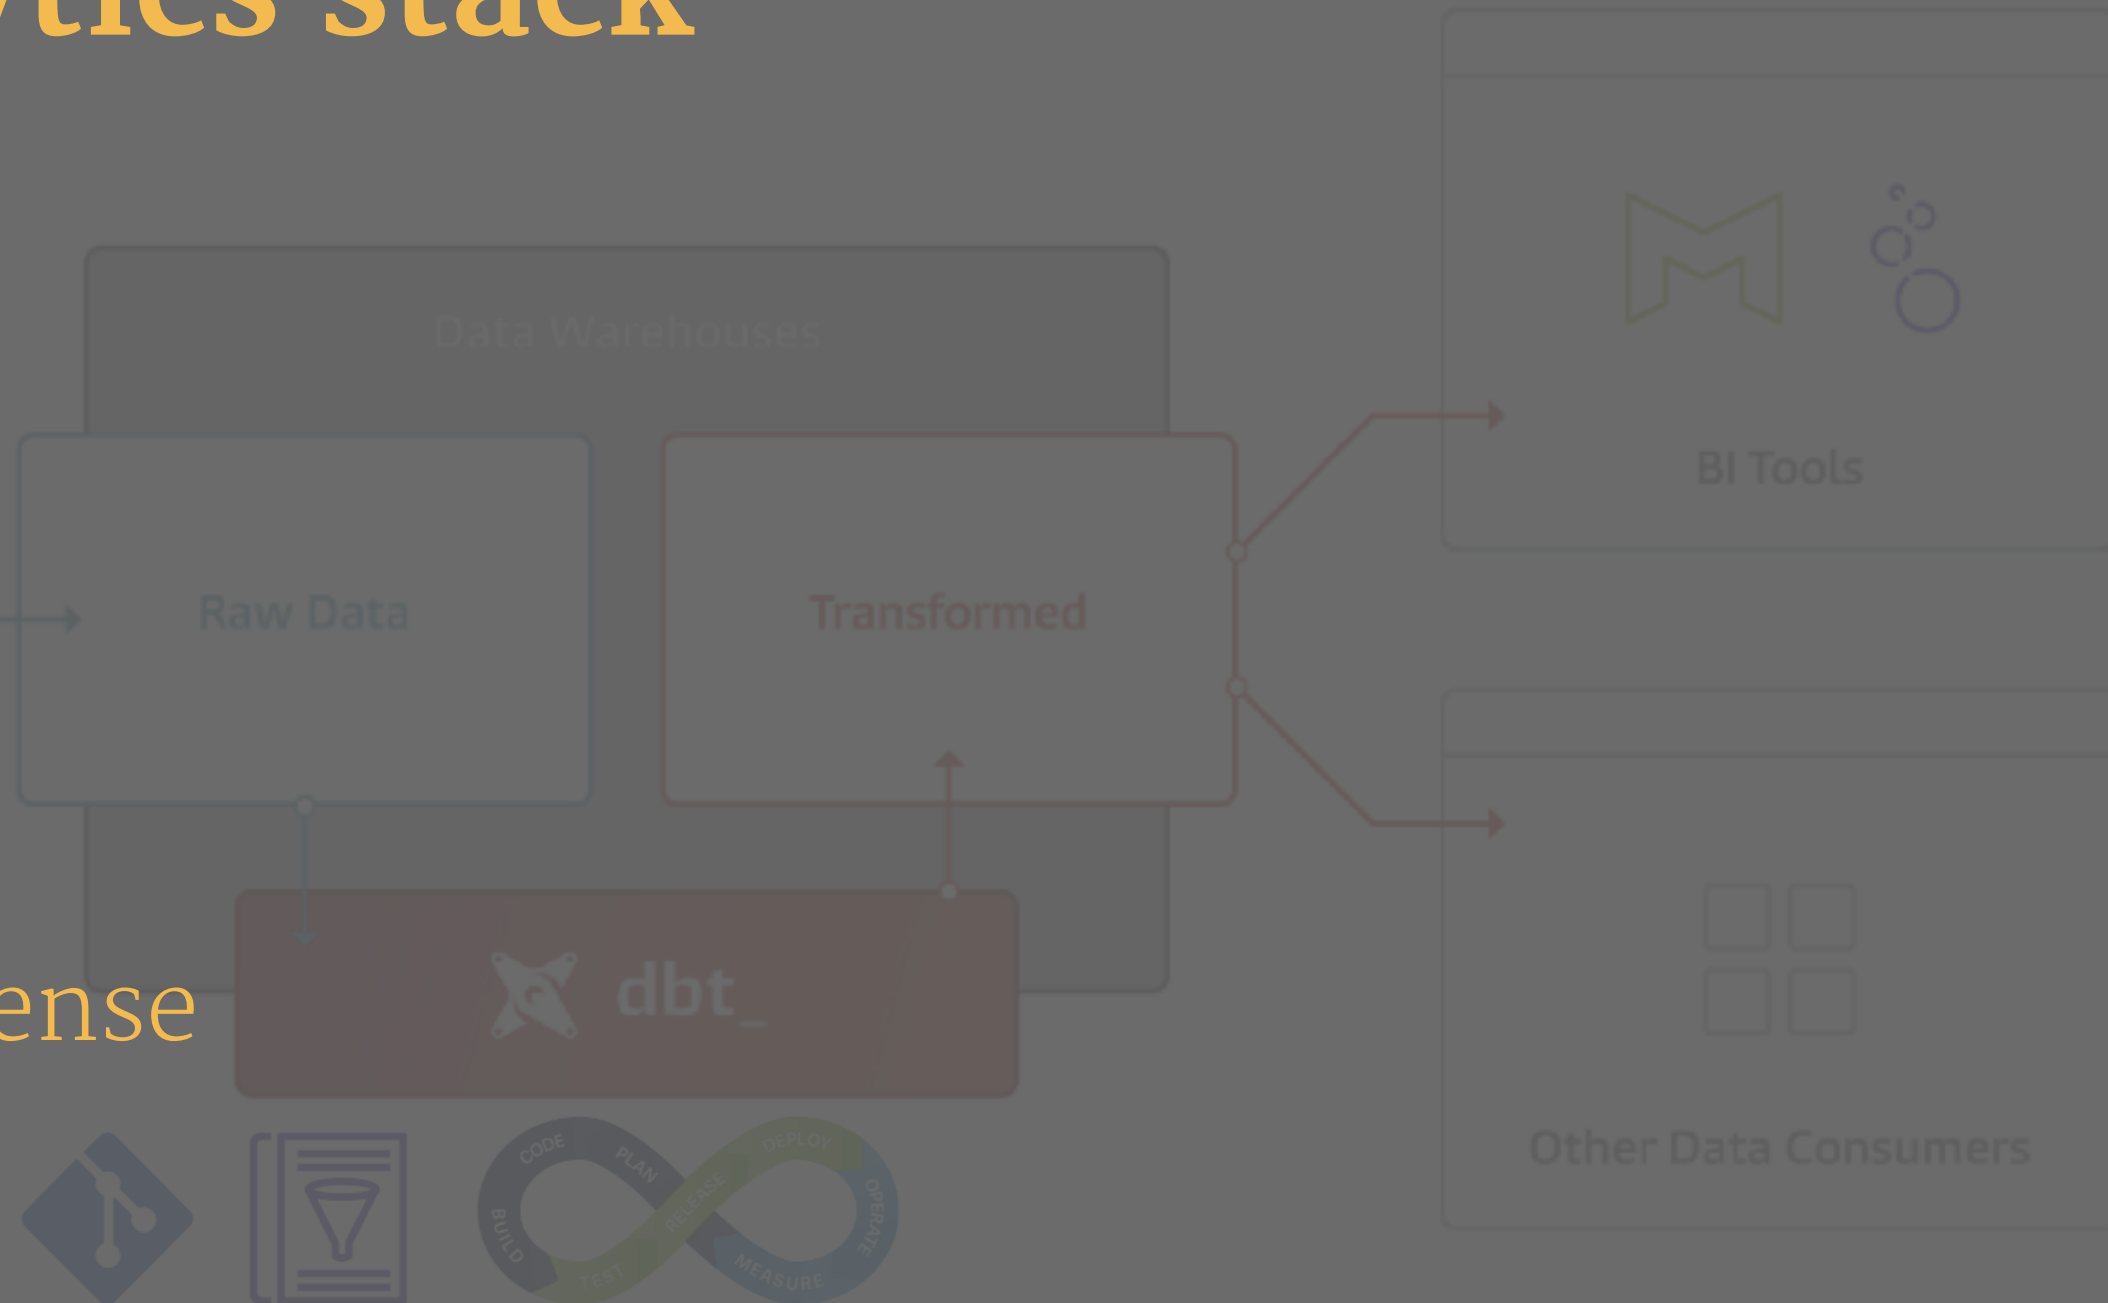 ytics stack
Data Warehouses
BI Tools
Raw Data
Transformed
ense
dbt_
Other Data Consumers
CODE
PLAN
RELEASE
DEPLOY
OPERATE
BUILD
TEST
MEASURE